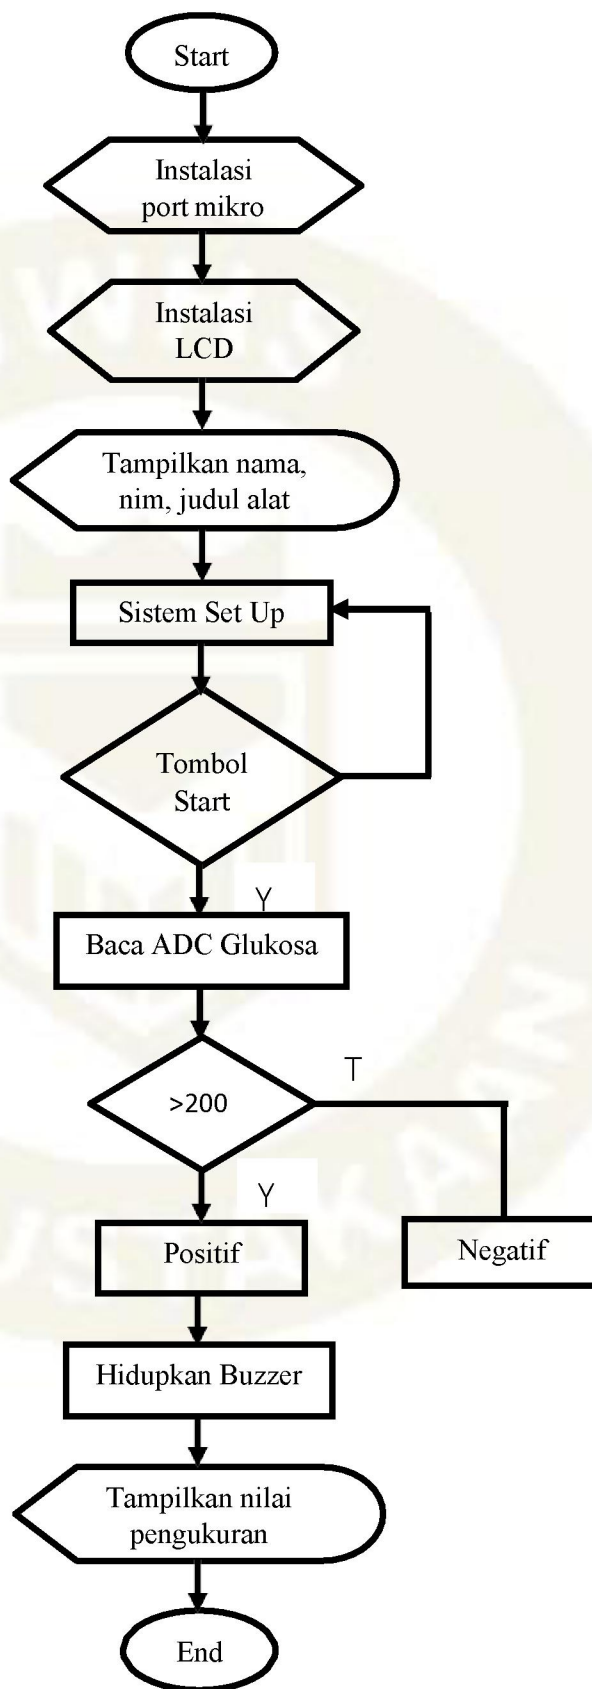 Start
Instalasi
port mikro
Instalasi
LCD
Tampilkan nama,
nim, judul alat
Sistem Set Up
Tombol
Start
Y
Baca ADC Glukosa
T
>200
Y
Positif
Negatif
Hidupkan Buzzer
Tampilkan nilai
pengukuran
End